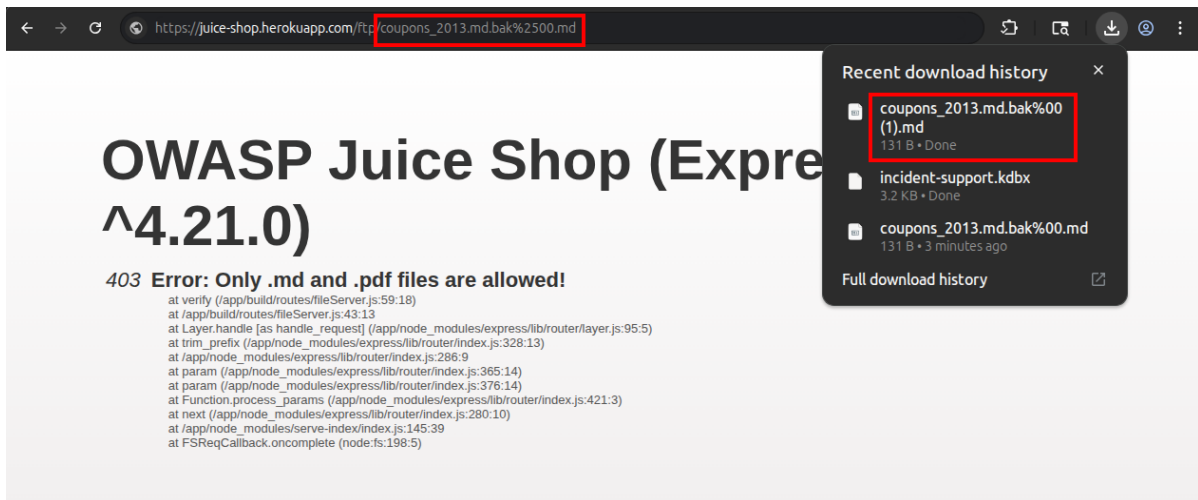 https://juice-shop.herokuapp.com/ftp/coupons_2013.md.bak%2500.md
Recent download history
coupons_2013.md.bak%00
(1).md
131 B • Done
incident-support.kdbx
3.2 KB • Done
coupons_2013.md.bak%00.md
131 B • 3 minutes ago
Full download history
OWASP Juice Shop (Expre
^4.21.0)
403 Error: Only .md and .pdf files are allowed!
at verify (/app/build/routes/fileServer.js:59:18)
at /app/build/routes/fileServer.js:43:13
at Layer.handle [as handle_request] (/app/node_modules/express/lib/router/layer.js:95:5)
at trim_prefix (/app/node_modules/express/lib/router/index.js:328:13)
at /app/node_modules/express/lib/router/index.js:286:9
at param (/app/node_modules/express/lib/router/index.js:365:14)
at param (/app/node_modules/express/lib/router/index.js:376:14)
at Function.process_params (/app/node_modules/express/lib/router/index.js:421:3)
at next (/app/node_modules/express/lib/router/index.js:280:10)
at /app/node_modules/serve-index/index.js:145:39
at FSReqCallback.oncomplete (node:fs:198:5)